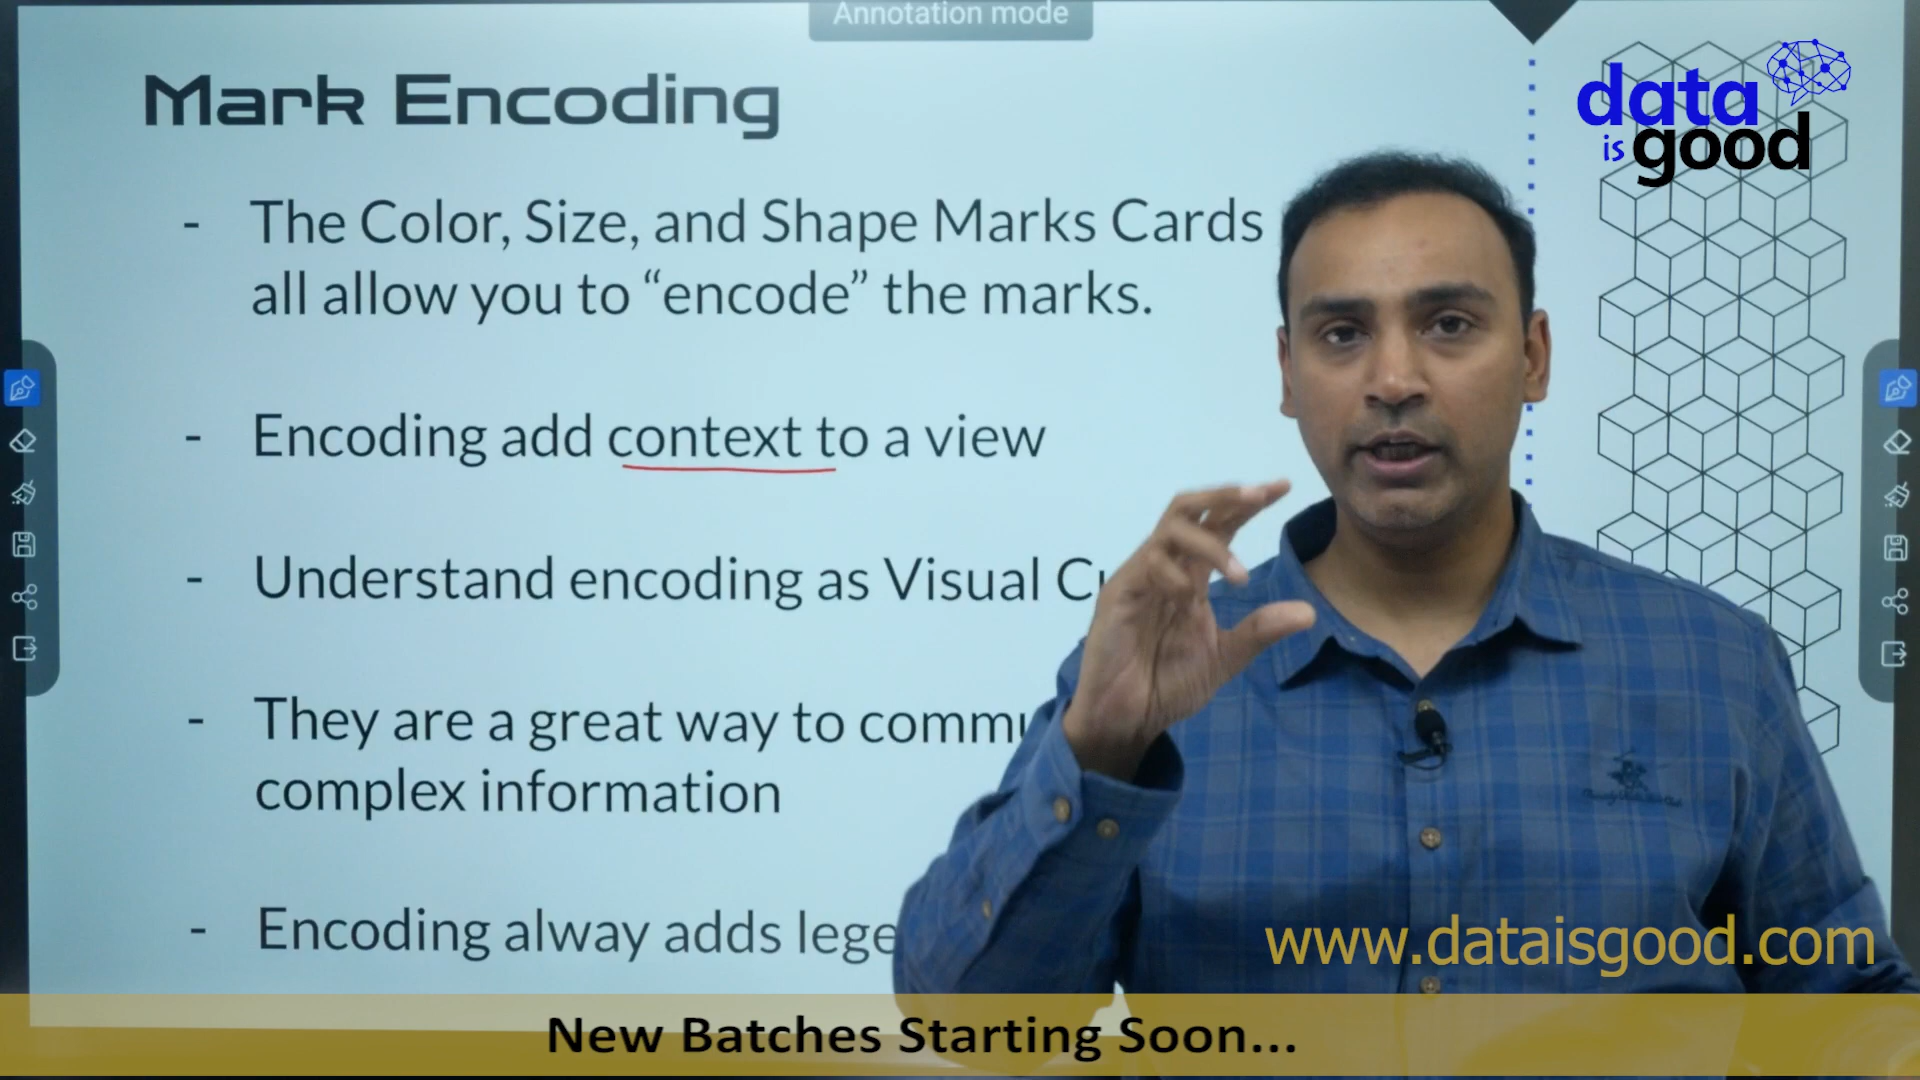 Annotation mode
Mark Encoding
data
is good
- The Color, Size, and Shape Marks Cards
all allow you to “encode” the marks.
- Encoding add context to a view
- Understand encoding as Visual
- They are a great way to
complex information
- Encoding alway adds
www.dataisgood.com
New Batches Starting Soon...